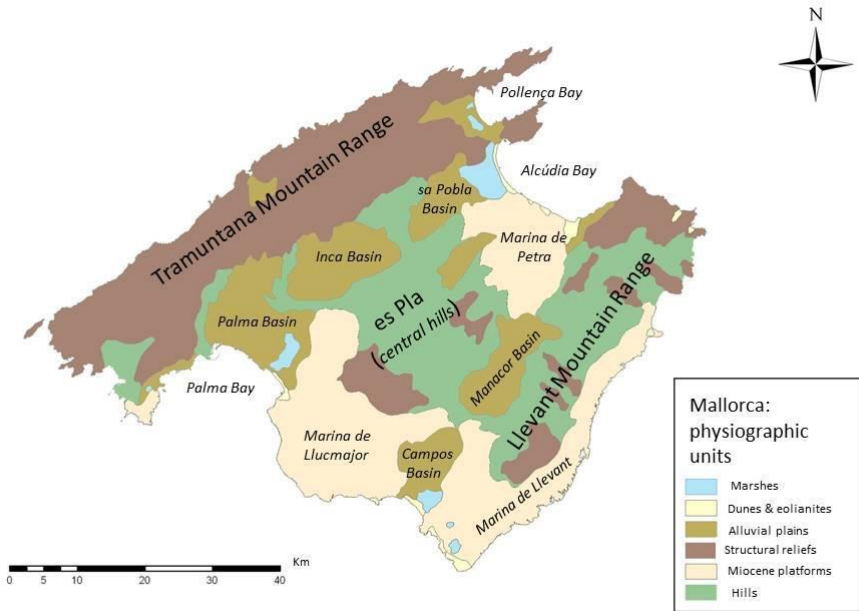 N
Pollença Bay
Tramuntana Mountain Range
Alcúdia Bay
sa Pobla
Basin
Marina de
Petra
Inca Basin
es Pla
(central hills)
Palma Basin
Llevant Mountain Range
Manacor Basin
Palma Bay
Marina de
Llucmajor
Campos
Basin
Marina de Llevant
Mallorca:
physiographic
units
Marshes
Dunes & eolianites
Alluvial plains
Structural reliefs
Miocene platforms
Hills
Km
0 5 10 20 30 40